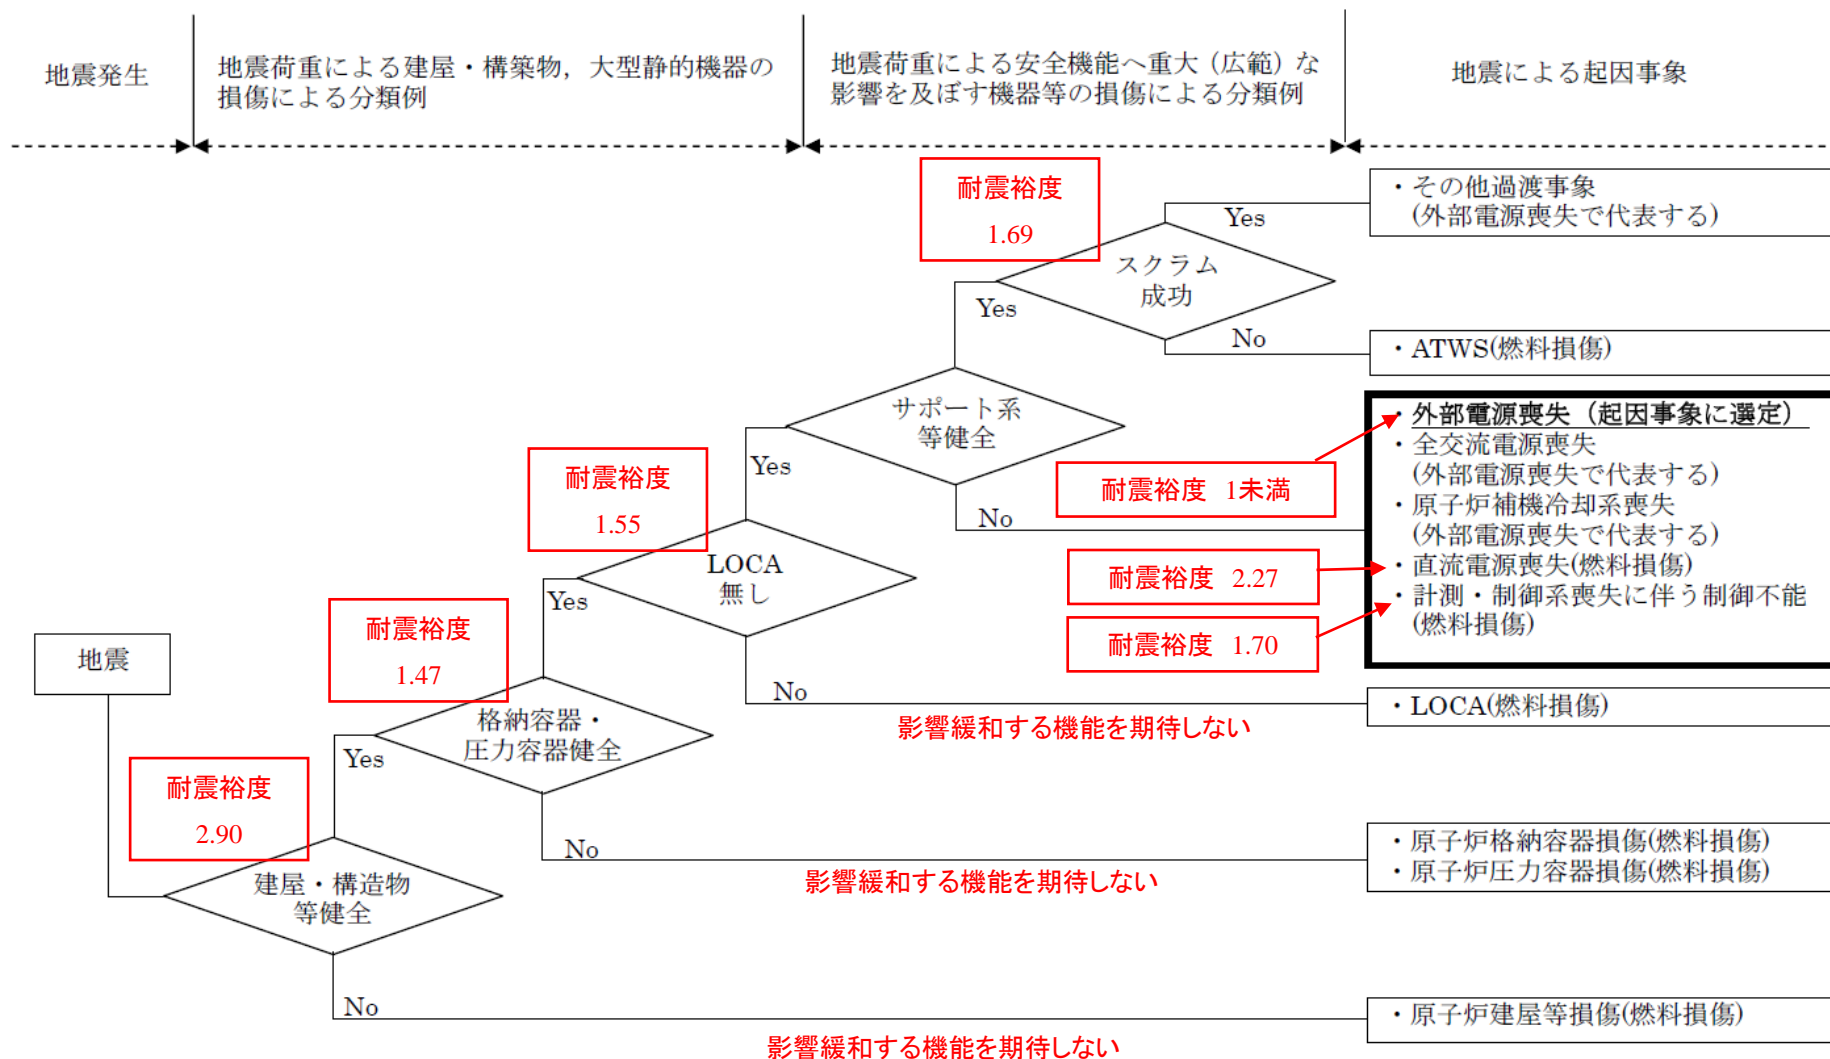 地震発生
地震荷重による建屋・構築物，大型静的機器の
損傷による分類例
地震荷重による安全機能へ重大（広範）な
影響を及ぼす機器等の損傷による分類例
地震による起因事象
耐震裕度
1.69
Yes
・その他過渡事象
(外部電源喪失で代表する)
スクラム
成功
Yes
No
・ATWS(燃料損傷)
サポート系
等健全
・外部電源喪失（起因事象に選定）
・全交流電源喪失
(外部電源喪失で代表する)
・原子炉補機冷却系喪失
(外部電源喪失で代表する)
・直流電源喪失(燃料損傷)
・計測・制御系喪失に伴う制御不能
(燃料損傷)
耐震裕度 1未満
耐震裕度 2.27
耐震裕度 1.70
Yes
No
耐震裕度
1.55
LOCA
無し
Yes
No
・LOCA(燃料損傷)
影響緩和する機能を期待しない
耐震裕度
1.47
地震
格納容器・
圧力容器健全
Yes
No
・原子炉格納容器損傷(燃料損傷)
・原子炉圧力容器損傷(燃料損傷)
影響緩和する機能を期待しない
耐震裕度
2.90
建屋・構造物
等健全
No
・原子炉建屋等損傷(燃料損傷)
影響緩和する機能を期待しない